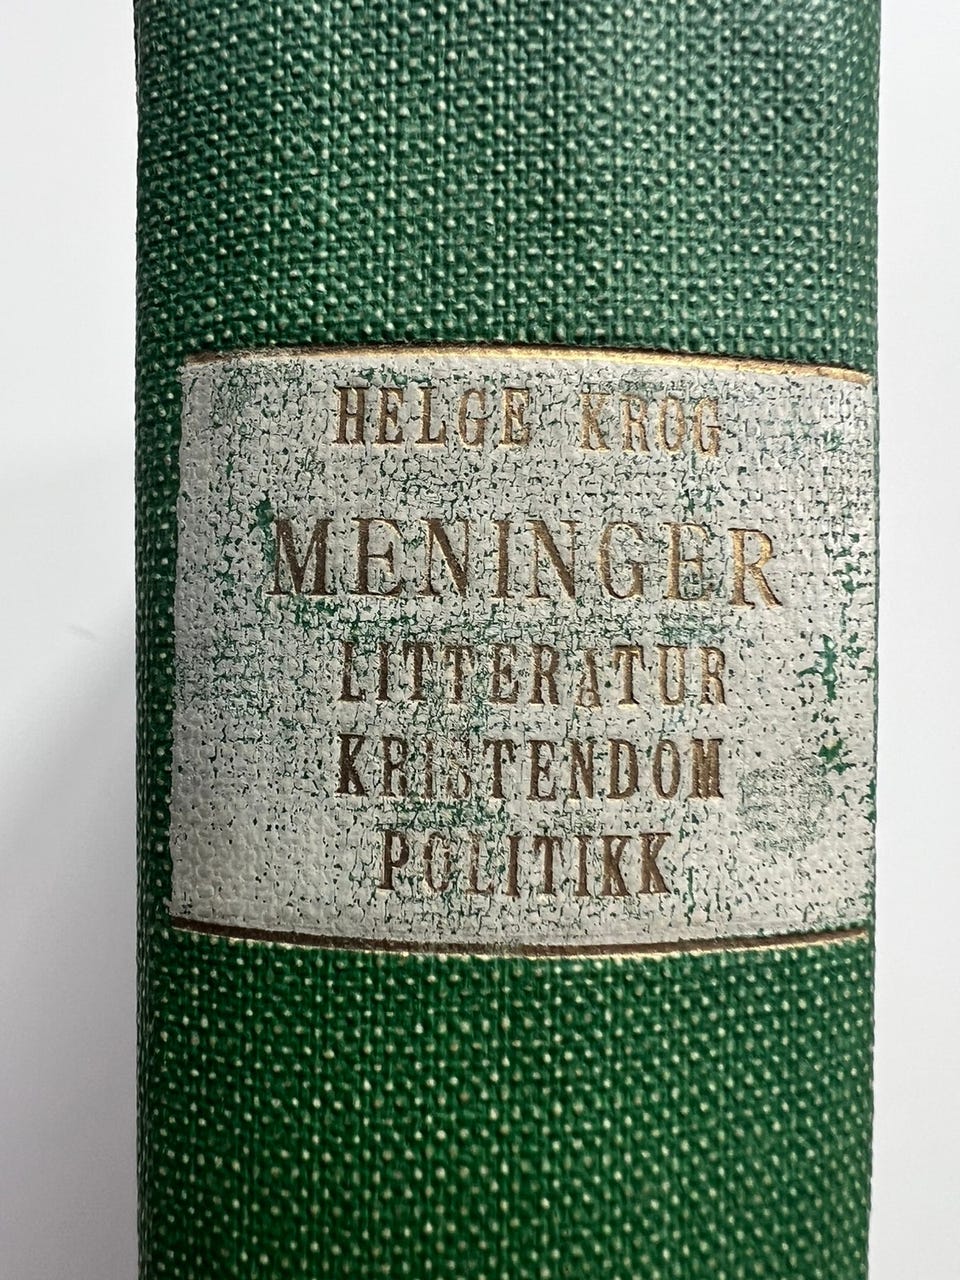 HELGE KROG
MENINGER
LITTERATUR
KRISTENDOM
POLITIKK